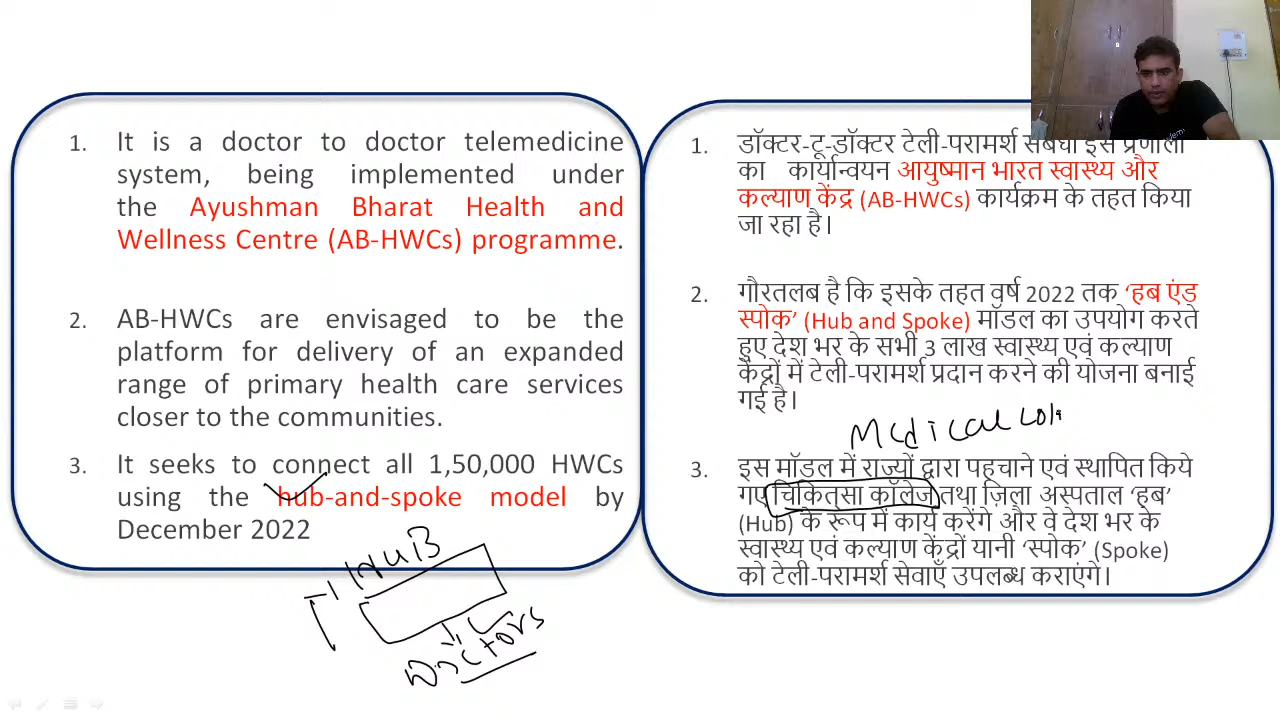 1. It is a doctor to doctor telemedicine
system, being implemented under
the Ayushman Bharat Health and
Wellness Centre (AB-HWCs) programme.
2. AB-HWCs are envisaged to be the
platform for delivery of an expanded
range of primary health care services
closer to the communities.
3. It seeks to connect all 1,50,000 HWCs
using the hub-and-spoke model by
December 2022
HUB
Doctors
1. डॉक्टर-टू-डॉक्टर टेली-परामर्श संबंधी इस प्रणाली
का कार्यान्वयन आयुष्मान भारत स्वास्थ्य और
कल्याण केंद्र (AB-HWCs) कार्यक्रम के तहत किया
जा रहा है।
2. गौरतलब है कि इसके तहत वर्ष 2022 तक ‘हब एंड
स्पोक’ (Hub and Spoke) मॉडल का उपयोग करते
हुए देश भर के सभी 3 लाख स्वास्थ्य एवं कल्याण
केंद्रों में टेली-परामर्श प्रदान करने की योजना बनाई
गई है।
Medical
3. इस मॉडल में राज्यों द्वारा पहचाने एवं स्थापित किये
गए चिकित्सा कॉलेज तथा ज़िला अस्पताल ‘हब’
(Hub) के रूप में कार्य करेंगे और वे देश भर के
स्वास्थ्य एवं कल्याण केंद्रों यानी ‘स्पोक’ (Spoke)
को टेली-परामर्श सेवाएँ उपलब्ध कराएंगे।